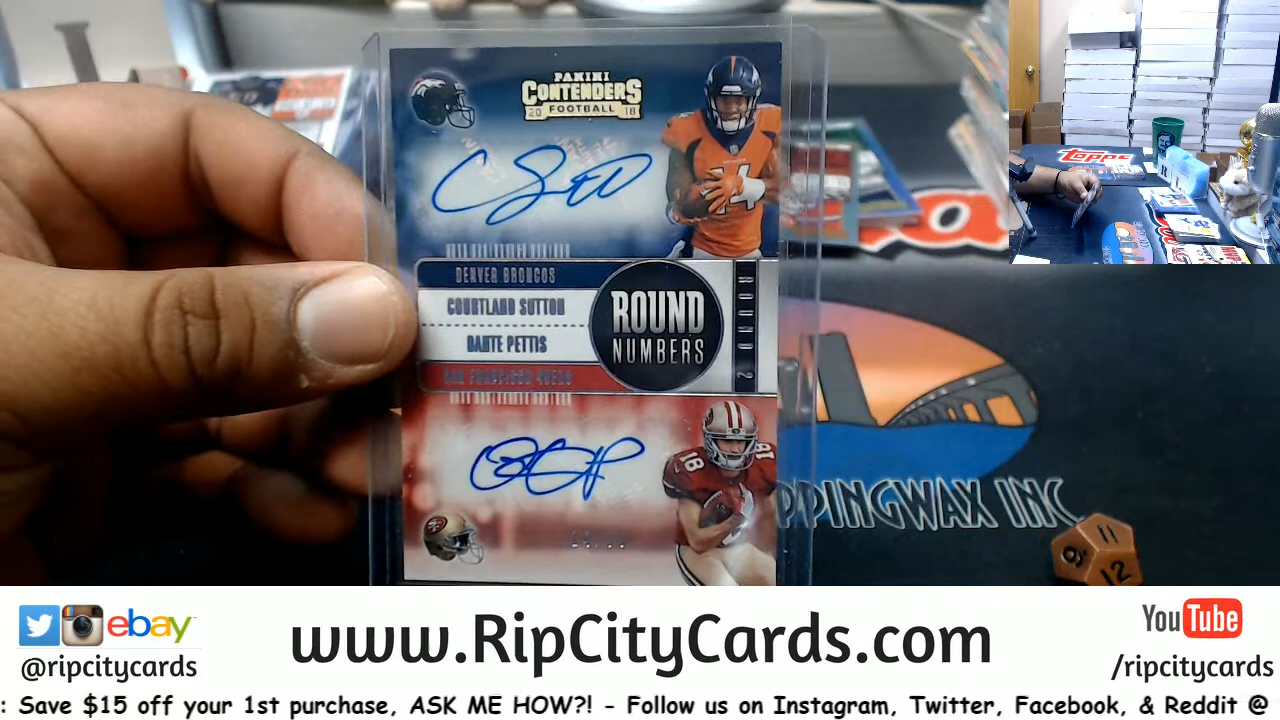 PANINI
CONTENDERS
20 FOOTBALL 18
14
DENVER BRONCOS
COURTLAND SUTTON
DANTE PETTIS
SAN FRANCISCO 49ERS
ROUND
NUMBERS
ROUND 2
18
18
Topps
PPINGWAX INC
11
9
12
ebay
@ripcitycards
www.RipCityCards.com
YouTube
/ripcitycards
: Save $15 off your 1st purchase, ASK ME HOW?! - Follow us on Instagram, Twitter, Facebook, & Reddit @